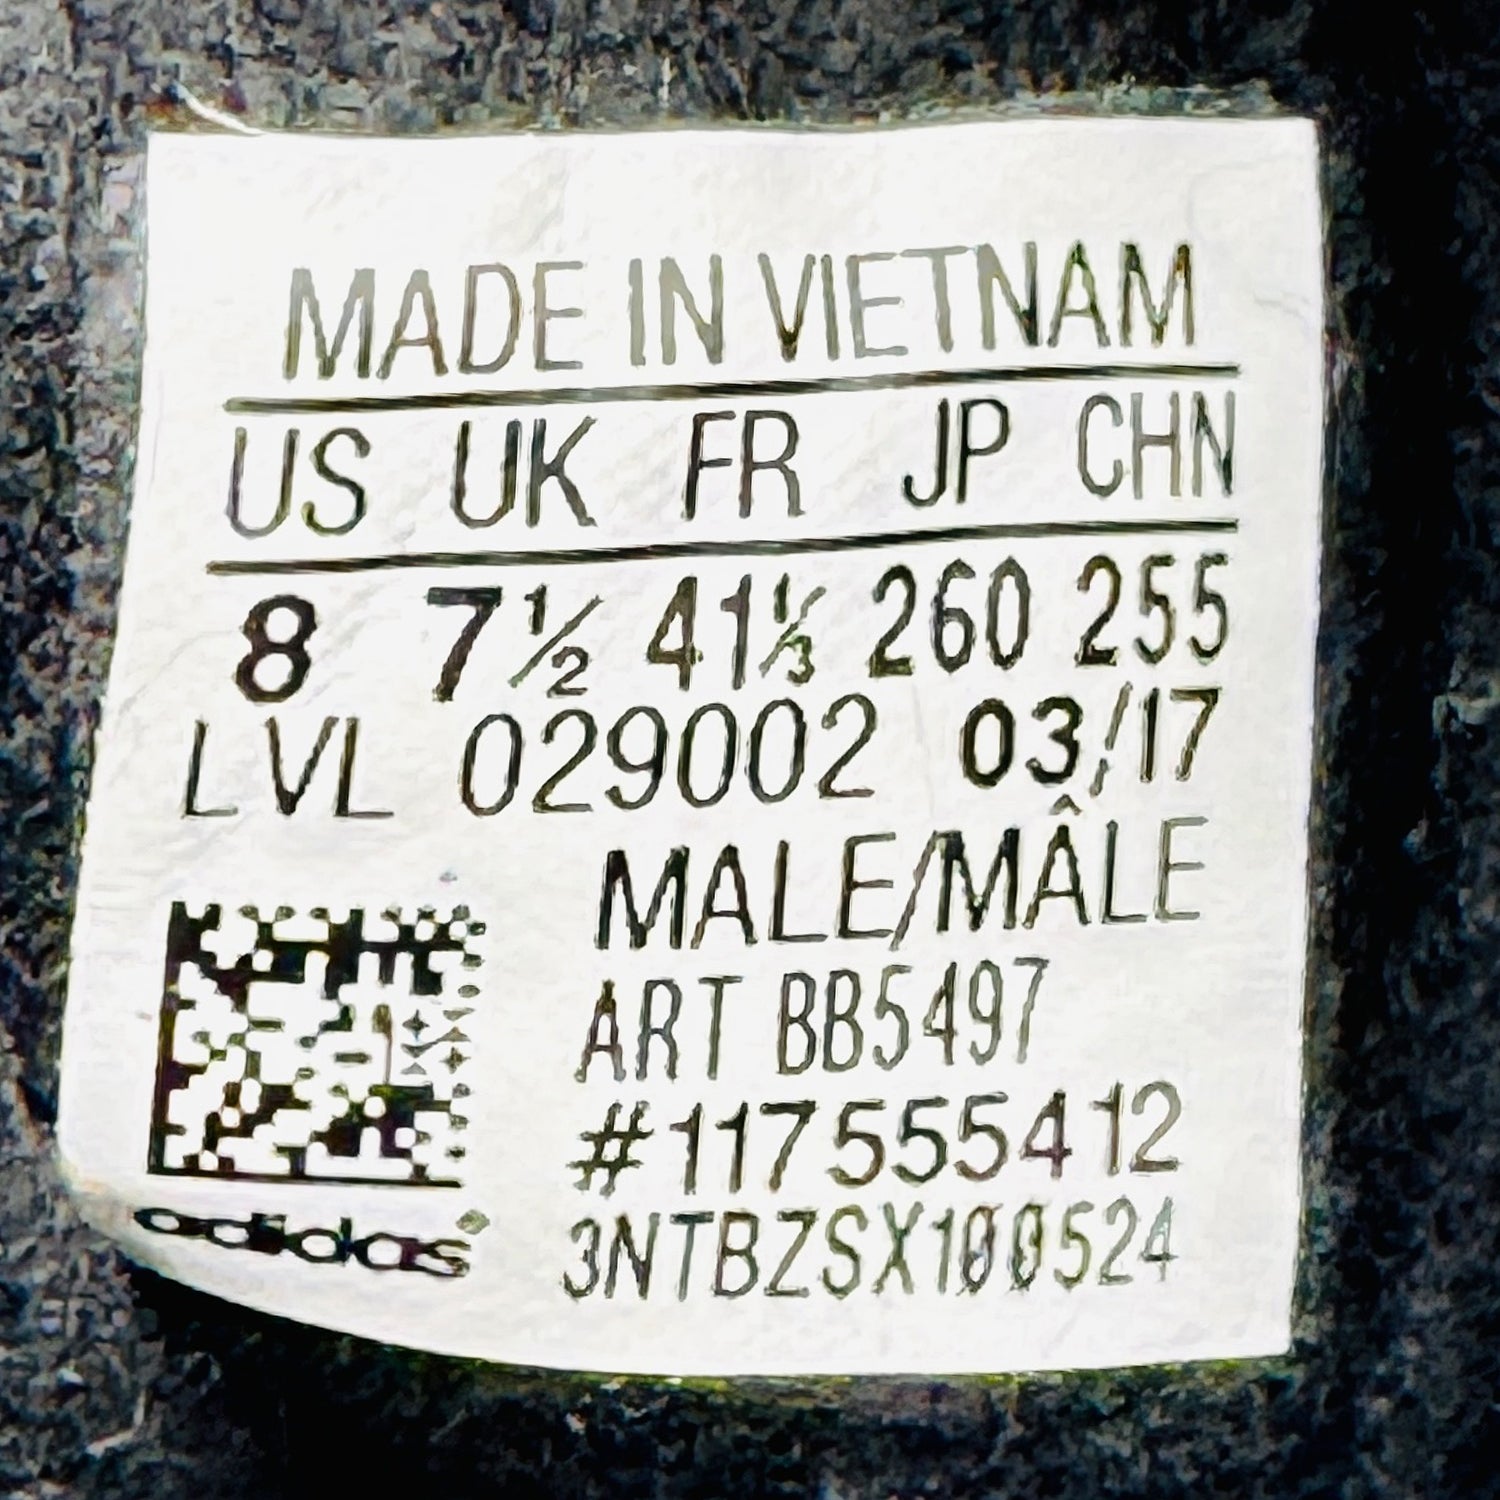 MADE IN VIETNAM
US UK FR JP CHN
8 7½ 41⅓ 260 255
LVL 029002 03/17
MALE/MÂLE
ART BB5497
#117555412
3NTBZSX100524
adidas